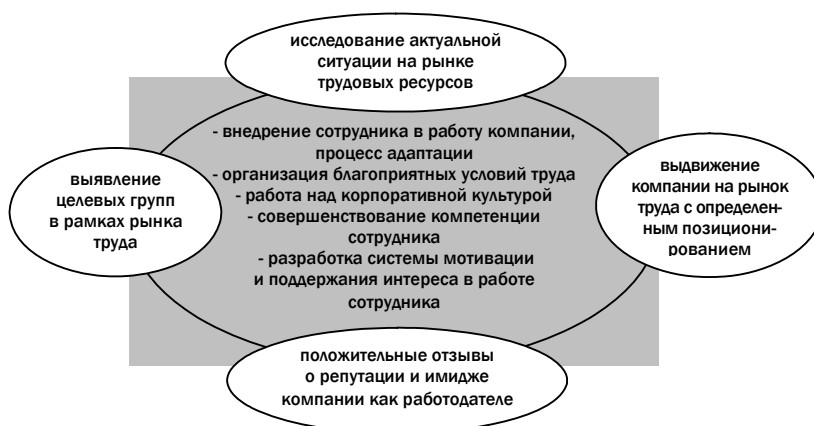 исследование актуальной
ситуации на рынке
трудовых ресурсов
- внедрение сотрудника в работу компании,
процесс адаптации
- организация благоприятных условий труда
- работа над корпоративной культурой
- совершенствование компетенции
сотрудника
- разработка системы мотивации
и поддержания интереса в работе
сотрудника
выявление
целевых групп
в рамках рынка
труда
выдвижение
компании на рынок
труда с определен-
ным позициони-
рованием
положительные отзывы
о репутации и имидже
компании как работодателе